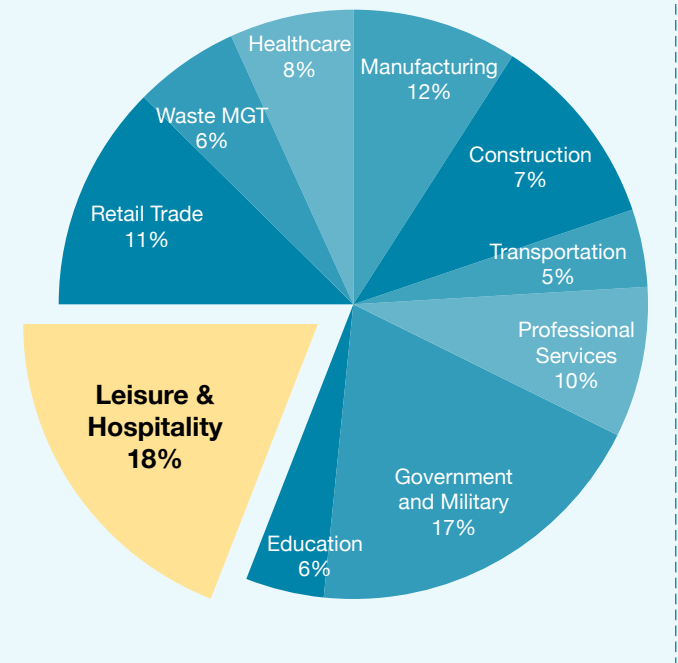 Healthcare
8%
Manufacturing
12%
Waste MGT
6%
Construction
7%
Retail Trade
11%
Transportation
5%
Professional
Services
10%
Leisure &
Hospitality
18%
Government
and Military
17%
Education
6%